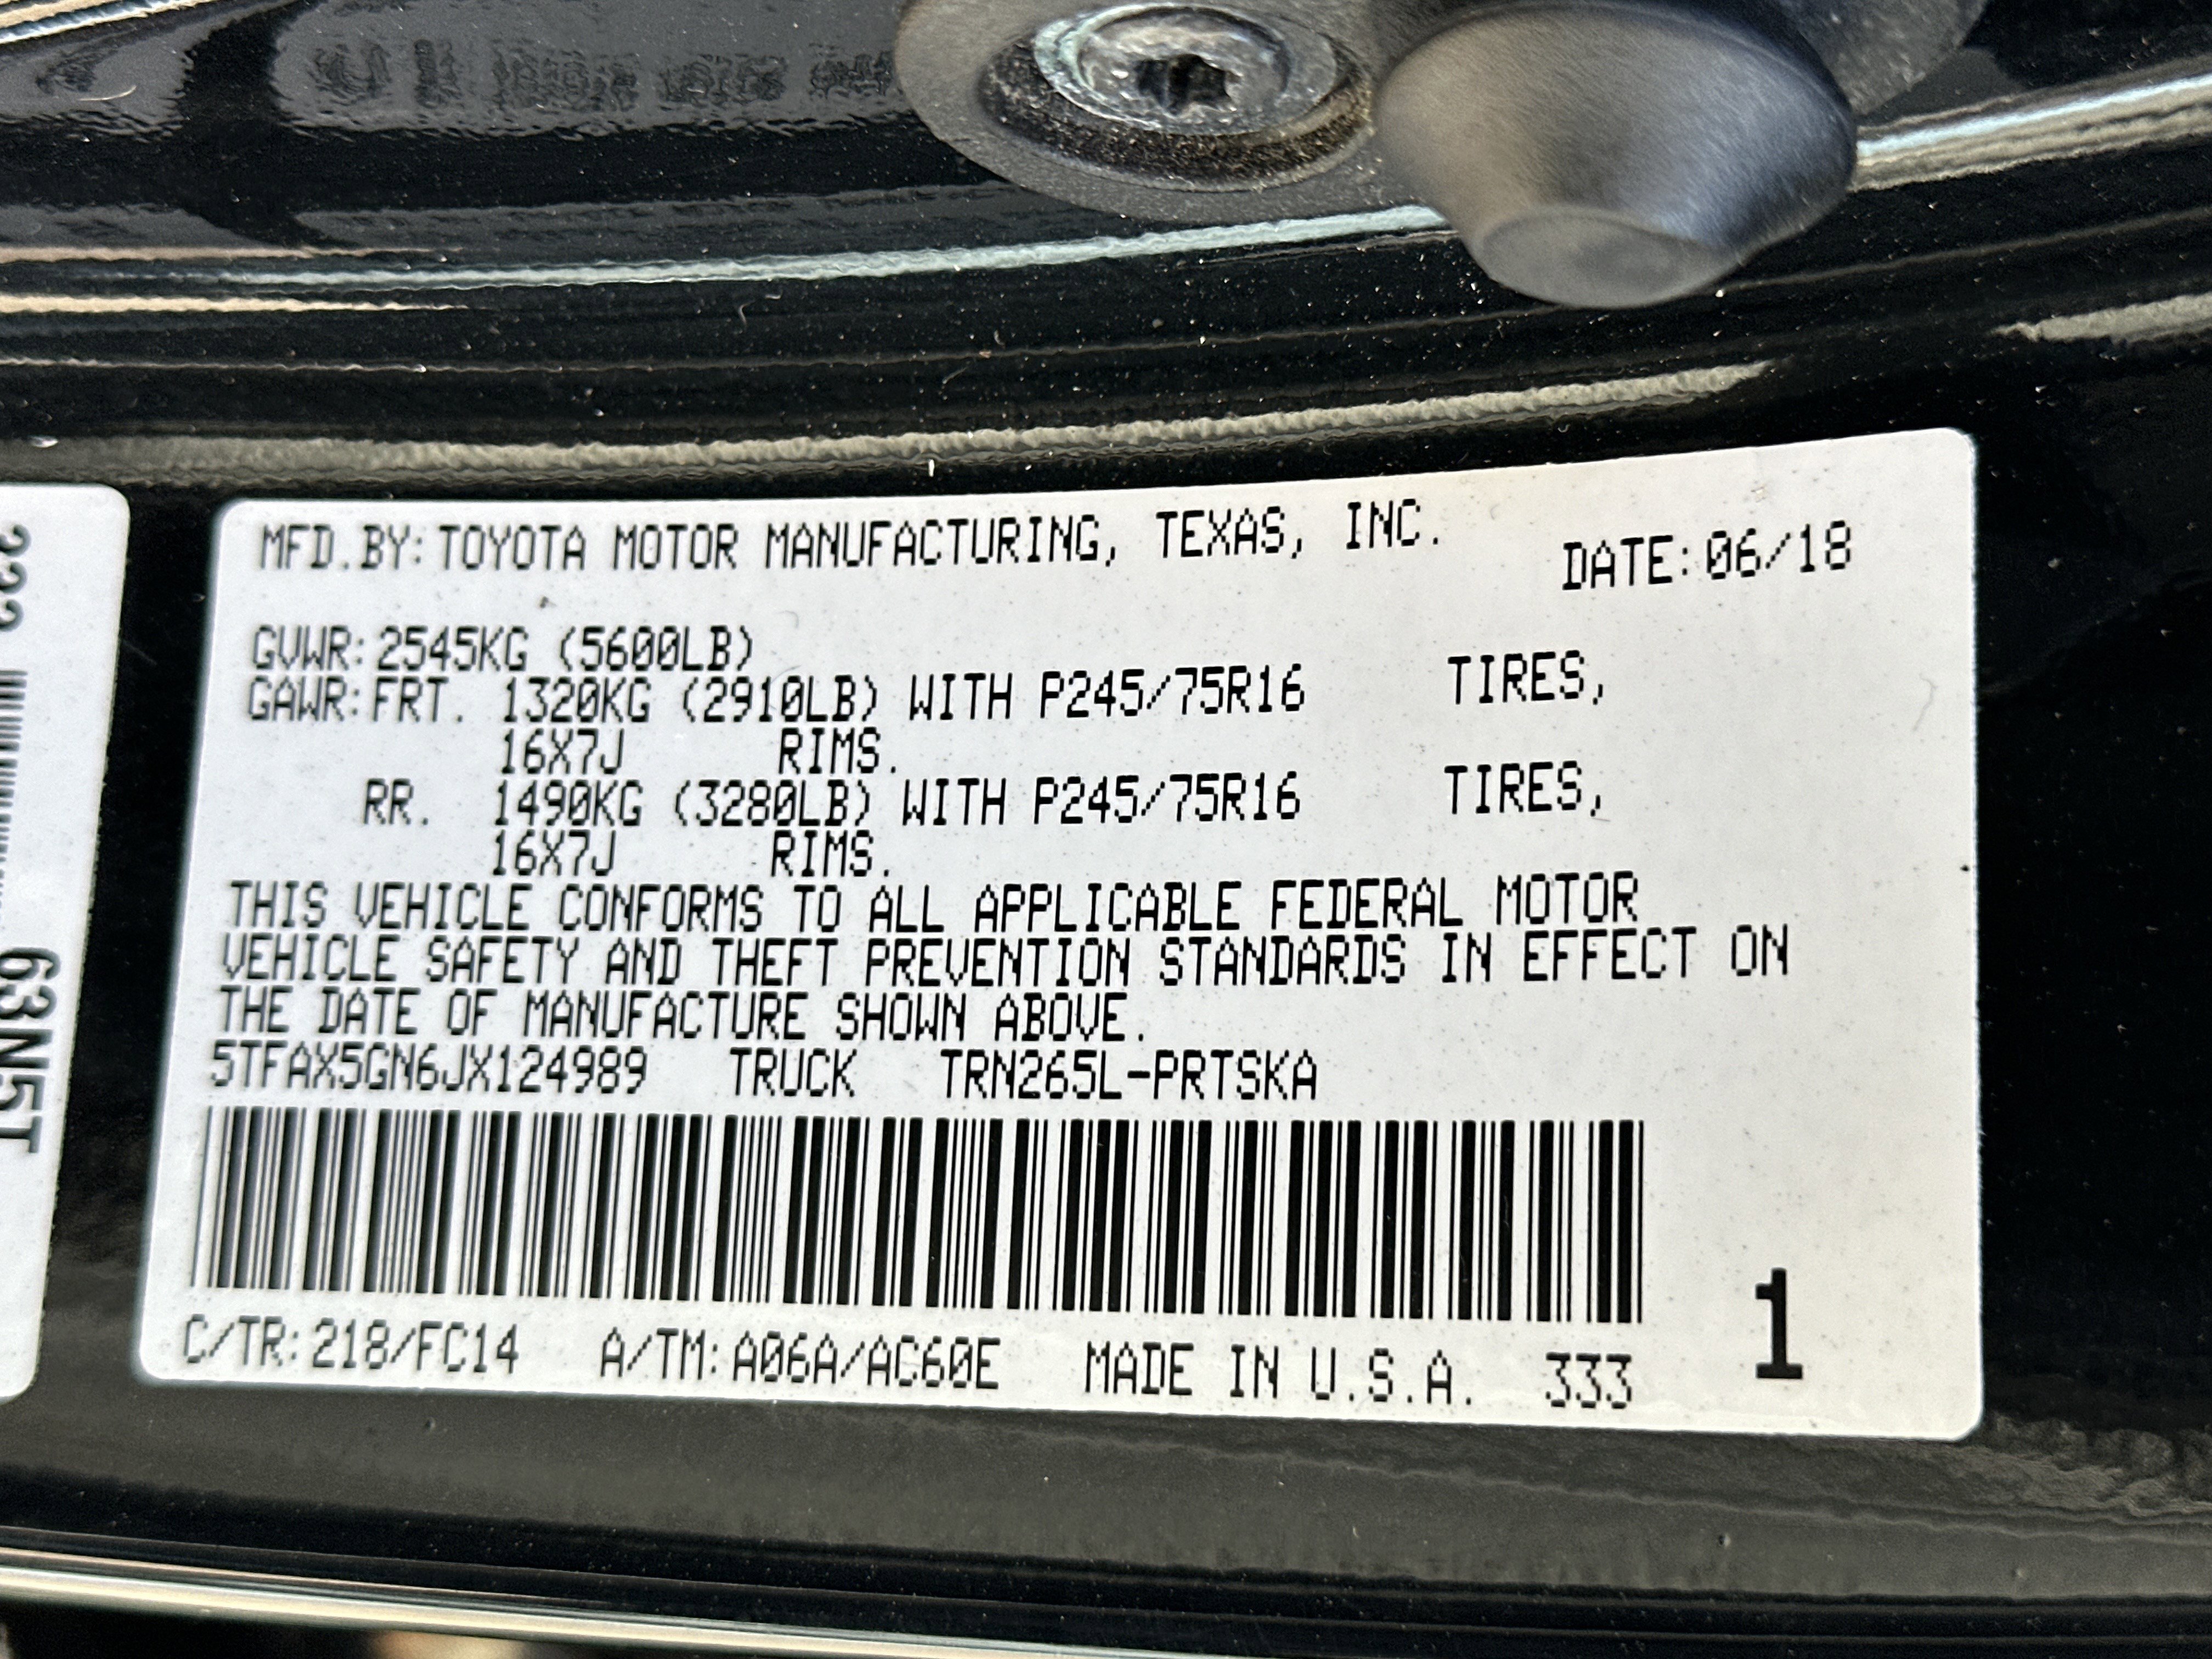 MFD.BY:TOYOTA MOTOR MANUFACTURING, TEXAS, INC. DATE:06/18
GVWR:2545KG (5600LB)
GAWR:FRT. 1320KG (2910LB) WITH P245/75R16 TIRES,
16X7J RIMS.
RR. 1490KG (3280LB) WITH P245/75R16 TIRES,
16X7J RIMS.
THIS VEHICLE CONFORMS TO ALL APPLICABLE FEDERAL MOTOR
VEHICLE SAFETY AND THEFT PREVENTION STANDARDS IN EFFECT ON
THE DATE OF MANUFACTURE SHOWN ABOVE.
5TFAX5GN6JX124989 TRUCK TRN265L-PRTSKA
C/TR:218/FC14 A/TM:A06A/AC60E MADE IN U.S.A. 333
1